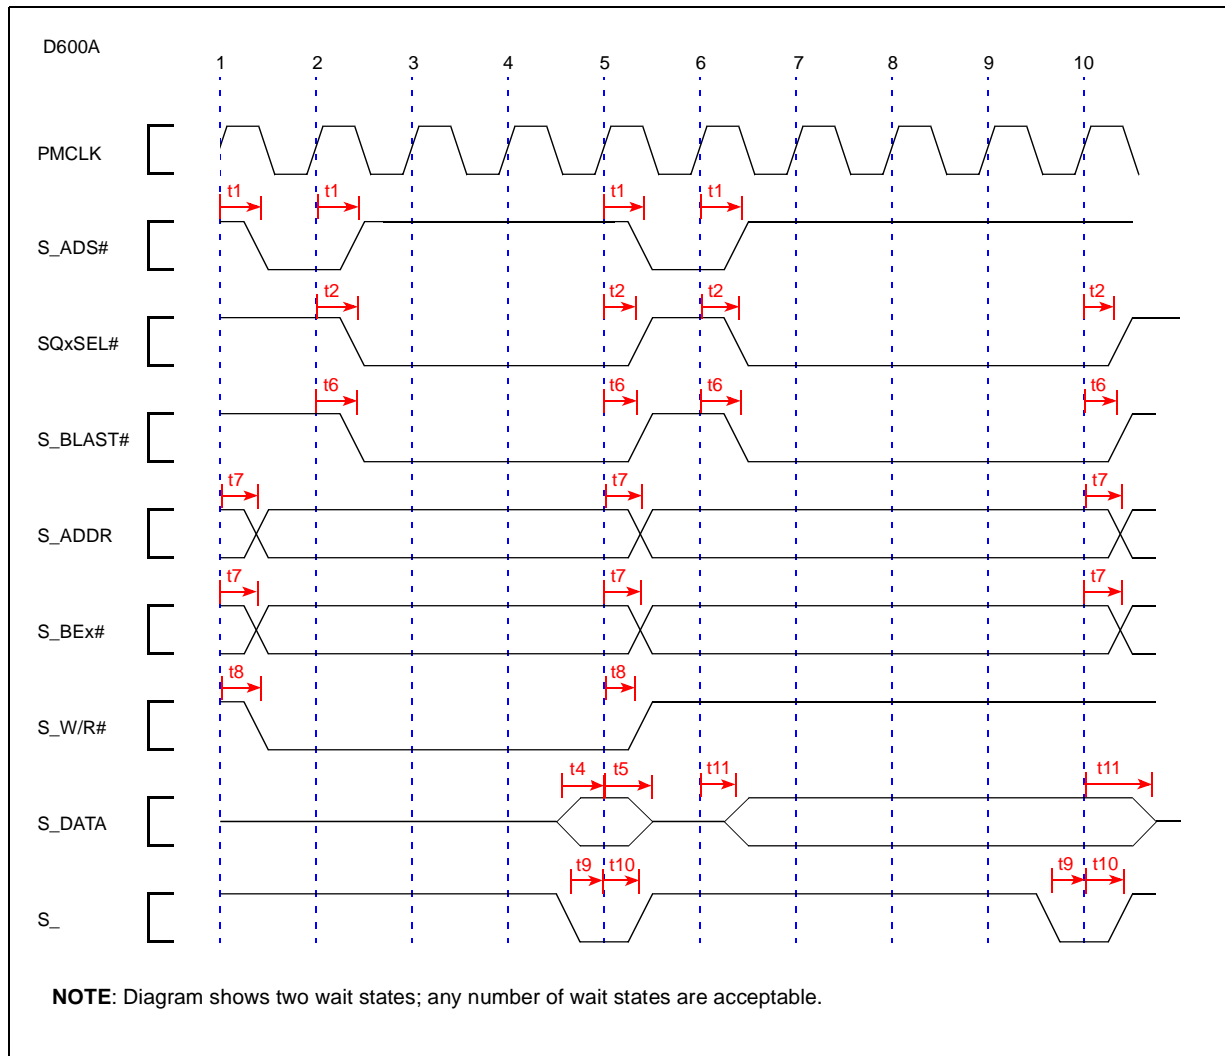 D600A
1 2 3 4 5 6 7 8 9 10
PMCLK
t1 t1 t1 t1
S_ADS#
t2 t2 t2 t2
SQxSEL#
t6 t6 t6 t6
S_BLAST#
t7 t7 t7
S_ADDR
t7 t7 t7
S_BEx#
t8 t8
S_W/R#
t4 t5 t11 t11
S_DATA
t9 t10 t9 t10
S_
NOTE: Diagram shows two wait states; any number of wait states are acceptable.